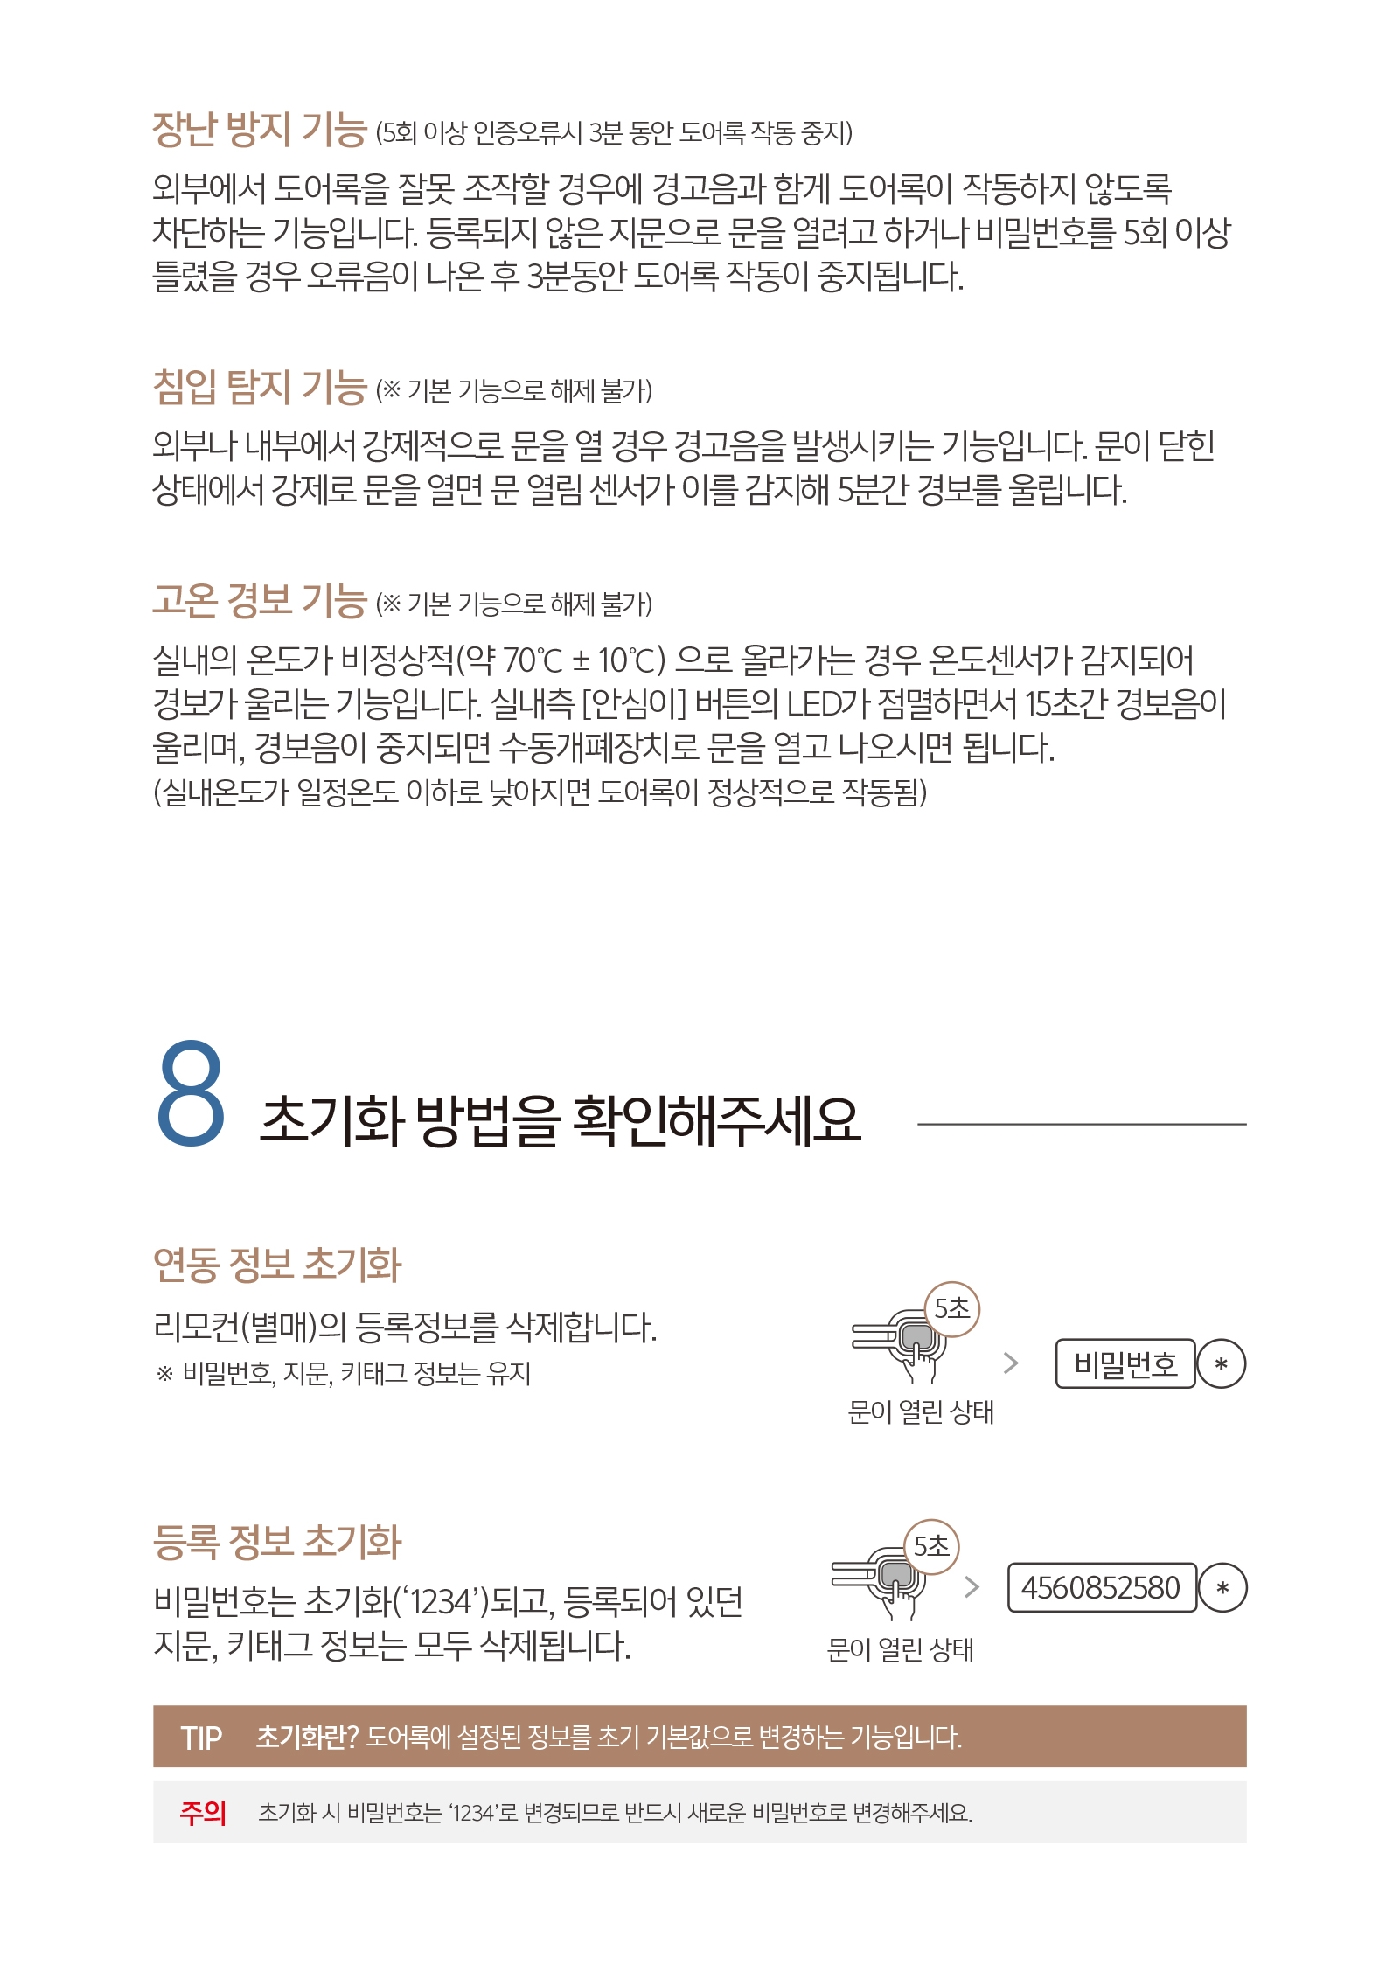 장난 방지 기능 (5회 이상 인증오류시 3분 동안 도어록 작동 중지)
외부에서 도어록을 잘못 조작할 경우에 경고음과 함께 도어록이 작동하지 않도록
차단하는 기능입니다. 등록되지 않은 지문으로 문을 열려고 하거나 비밀번호를 5회 이상
틀렸을 경우 오류음이 나온 후 3분동안 도어록 작동이 중지됩니다.
침입 탐지 기능 (※ 기본 기능으로 해제 불가)
외부나 내부에서 강제적으로 문을 열 경우 경고음을 발생시키는 기능입니다. 문이 닫힌
상태에서 강제로 문을 열면 문 열림 센서가 이를 감지해 5분간 경보를 울립니다.
고온 경보 기능 (※ 기본 기능으로 해제 불가)
실내의 온도가 비정상적(약 70℃ ± 10℃) 으로 올라가는 경우 온도센서가 감지되어
경보가 울리는 기능입니다. 실내측 [안심이] 버튼의 LED가 점멸하면서 15초간 경보음이
울리며, 경보음이 중지되면 수동개폐장치로 문을 열고 나오시면 됩니다.
(실내온도가 일정온도 이하로 낮아지면 도어록이 정상적으로 작동됨)
8 초기화 방법을 확인해주세요
연동 정보 초기화
리모컨(별매)의 등록정보를 삭제합니다.
※ 비밀번호, 지문, 키태그 정보는 유지
5초
문이 열린 상태
>
비밀번호 *
등록 정보 초기화
비밀번호는 초기화(‘1234’)되고, 등록되어 있던
지문, 키태그 정보는 모두 삭제됩니다.
5초
문이 열린 상태
>
4560852580 *
TIP 초기화란? 도어록에 설정된 정보를 초기 기본값으로 변경하는 기능입니다.
주의 초기화 시 비밀번호는 ‘1234’로 변경되므로 반드시 새로운 비밀번호로 변경해주세요.